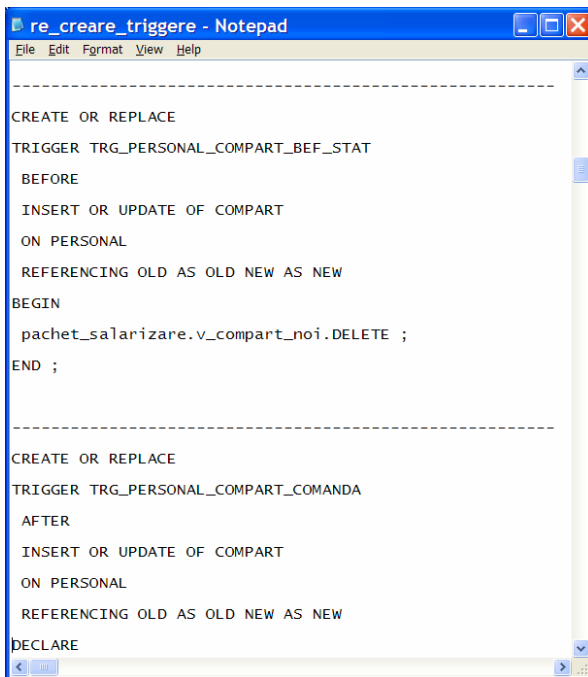 re_creare_triggere - Notepad
File Edit Format View Help
--------------------------------------------------------
CREATE OR REPLACE
TRIGGER TRG_PERSONAL_COMPART_BEF_STAT
BEFORE
INSERT OR UPDATE OF COMPART
ON PERSONAL
REFERENCING OLD AS OLD NEW AS NEW
BEGIN
pachet_salarizare.v_compart_noi.DELETE ;
END ;
--------------------------------------------------------
CREATE OR REPLACE
TRIGGER TRG_PERSONAL_COMPART_COMANDA
AFTER
INSERT OR UPDATE OF COMPART
ON PERSONAL
REFERENCING OLD AS OLD NEW AS NEW
DECLARE